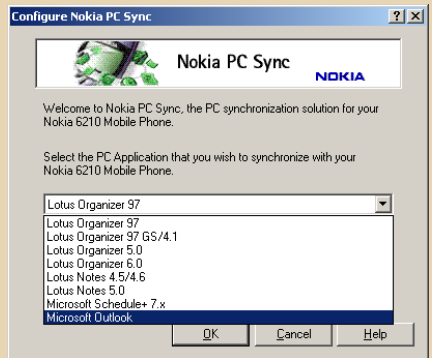 Configure Nokia PC Sync
Nokia PC Sync
NOKIA
Welcome to Nokia PC Sync, the PC synchronization solution for your
Nokia 6210 Mobile Phone.
Select the PC Application that you wish to synchronize with your
Nokia 6210 Mobile Phone.
Lotus Organizer 97
Lotus Organizer 97
Lotus Organizer 97 GS/4.1
Lotus Organizer 5.0
Lotus Organizer 6.0
Lotus Notes 4.5/4.6
Lotus Notes 5.0
Microsoft Schedule+ 7.x
Microsoft Outlook
OK Cancel Help